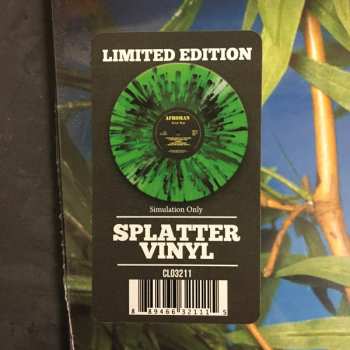 LIMITED EDITION
AFROMAN
Simulation Only
SPLATTER
VINYL
CLO3211
8 89466 32111 5